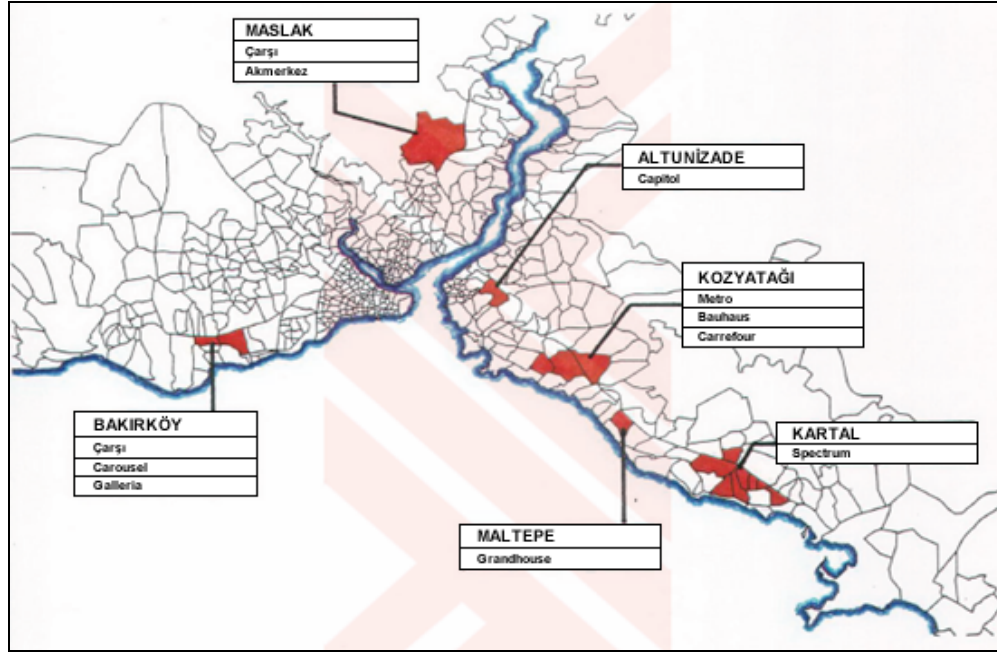 MASLAK
Çarşı
Akmerkez
ALTUNİZADE
Capitol
KOZYATAĞI
Metro
Bauhaus
Carrefour
BAKIRKÖY
Çarşı
Carousel
Galleria
KARTAL
Spectrum
MALTEPE
Grandhouse